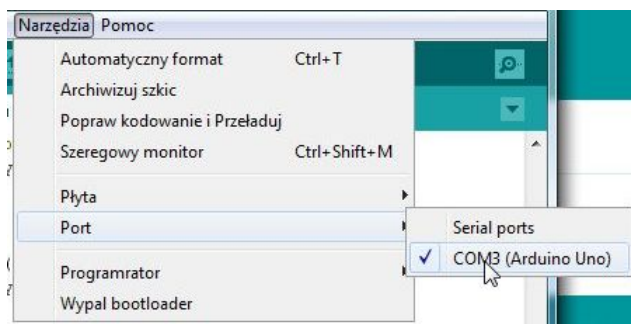 Narzędzia Pomoc
Automatyczny format Ctrl+T
Archiwizuj szkic
Popraw kodowanie i Przeładuj
Szeregowy monitor Ctrl+Shift+M
Płyta
Port
Serial ports
COM3 (Arduino Uno)
Programrator
Wypal bootloader